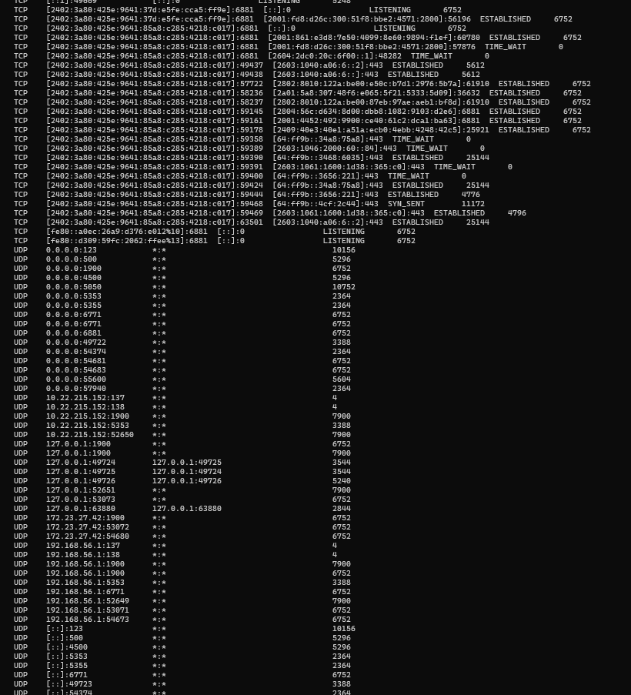 TCP [::1]:49669 [::]:0 LISTENING 5248
TCP [2402:3a80:425e:9641:37d:e5fe:cca5:ff9e]:6881 [::]:0 LISTENING 6752
TCP [2402:3a80:425e:9641:37d:e5fe:cca5:ff9e]:6881 [2001:fd8:d26c:300:51f8:bbe2:4571:2800]:56196 ESTABLISHED 6752
TCP [2402:3a80:425e:9641:85a8:c285:4218:c017]:6881 [::]:0 LISTENING 6752
TCP [2402:3a80:425e:9641:85a8:c285:4218:c017]:6881 [2001:861:e3d8:7e50:4099:8e60:9894:f1ef]:60780 ESTABLISHED 6752
TCP [2402:3a80:425e:9641:85a8:c285:4218:c017]:6881 [2001:fd8:d26c:300:51f8:bbe2:4571:2800]:57876 TIME_WAIT 0
TCP [2402:3a80:425e:9641:85a8:c285:4218:c017]:6881 [2604:2dc0:20c:6f00::1]:48282 TIME_WAIT 0
TCP [2402:3a80:425e:9641:85a8:c285:4218:c017]:49437 [2603:1040:a06:6::2]:443 ESTABLISHED 5612
TCP [2402:3a80:425e:9641:85a8:c285:4218:c017]:49438 [2603:1040:a06:6::]:443 ESTABLISHED 5612
TCP [2402:3a80:425e:9641:85a8:c285:4218:c017]:57722 [2802:8010:122a:be00:e50c:b7d1:2976:5b7a]:61910 ESTABLISHED 6752
TCP [2402:3a80:425e:9641:85a8:c285:4218:c017]:58236 [2a01:5a8:307:48f6:e065:5f21:5333:5d09]:36632 ESTABLISHED 6752
TCP [2402:3a80:425e:9641:85a8:c285:4218:c017]:58237 [2802:8010:122a:be00:87eb:97ae:aeb1:bf8d]:61910 ESTABLISHED 6752
TCP [2402:3a80:425e:9641:85a8:c285:4218:c017]:59145 [2804:56c:d634:8d00:dbb8:1082:9103:d2e6]:6881 ESTABLISHED 6752
TCP [2402:3a80:425e:9641:85a8:c285:4218:c017]:59161 [2001:4452:492:9900:ce40:61c2:dca1:ba63]:6881 ESTABLISHED 6752
TCP [2402:3a80:425e:9641:85a8:c285:4218:c017]:59178 [2409:40e3:40e1:a51a:ecb0:4ebb:4248:42c5]:25921 ESTABLISHED 6752
TCP [2402:3a80:425e:9641:85a8:c285:4218:c017]:59358 [64:ff9b::34a8:75a8]:443 TIME_WAIT 0
TCP [2402:3a80:425e:9641:85a8:c285:4218:c017]:59389 [2603:1046:2000:60::84]:443 TIME_WAIT 0
TCP [2402:3a80:425e:9641:85a8:c285:4218:c017]:59390 [64:ff9b::3468:6035]:443 ESTABLISHED 25144
TCP [2402:3a80:425e:9641:85a8:c285:4218:c017]:59391 [2603:1061:1600:1d38::365:c0]:443 TIME_WAIT 0
TCP [2402:3a80:425e:9641:85a8:c285:4218:c017]:59400 [64:ff9b::3656:221]:443 TIME_WAIT 0
TCP [2402:3a80:425e:9641:85a8:c285:4218:c017]:59424 [64:ff9b::34a8:75a8]:443 ESTABLISHED 25144
TCP [2402:3a80:425e:9641:85a8:c285:4218:c017]:59444 [64:ff9b::3656:221]:443 ESTABLISHED 4776
TCP [2402:3a80:425e:9641:85a8:c285:4218:c017]:59468 [64:ff9b::4cf:2c44]:443 SYN_SENT 11172
TCP [2402:3a80:425e:9641:85a8:c285:4218:c017]:59469 [2603:1061:1600:1d38::365:c0]:443 ESTABLISHED 4796
TCP [2402:3a80:425e:9641:85a8:c285:4218:c017]:63501 [2603:1040:a06:6::2]:443 ESTABLISHED 25144
TCP [fe80::a0ec:26a9:d376:e012%10]:6881 [::]:0 LISTENING 6752
TCP [fe80::d309:59fc:2062:ffee%13]:6881 [::]:0 LISTENING 6752
UDP 0.0.0.0:123 *:* 10156
UDP 0.0.0.0:500 *:* 5296
UDP 0.0.0.0:1900 *:* 6752
UDP 0.0.0.0:4500 *:* 5296
UDP 0.0.0.0:5050 *:* 10752
UDP 0.0.0.0:5353 *:* 2364
UDP 0.0.0.0:5355 *:* 2364
UDP 0.0.0.0:6771 *:* 6752
UDP 0.0.0.0:6771 *:* 6752
UDP 0.0.0.0:6881 *:* 6752
UDP 0.0.0.0:49722 *:* 3388
UDP 0.0.0.0:54374 *:* 2364
UDP 0.0.0.0:54681 *:* 6752
UDP 0.0.0.0:54683 *:* 6752
UDP 0.0.0.0:55600 *:* 5604
UDP 0.0.0.0:57940 *:* 2364
UDP 10.22.215.152:137 *:* 4
UDP 10.22.215.152:138 *:* 4
UDP 10.22.215.152:1900 *:* 7900
UDP 10.22.215.152:5353 *:* 3388
UDP 10.22.215.152:52650 *:* 7900
UDP 127.0.0.1:1900 *:* 6752
UDP 127.0.0.1:1900 *:* 7900
UDP 127.0.0.1:49724 127.0.0.1:49725 3544
UDP 127.0.0.1:49725 127.0.0.1:49724 3544
UDP 127.0.0.1:49726 127.0.0.1:49726 5240
UDP 127.0.0.1:52651 *:* 7900
UDP 127.0.0.1:53073 *:* 6752
UDP 127.0.0.1:63880 127.0.0.1:63880 2844
UDP 172.23.27.42:1900 *:* 6752
UDP 172.23.27.42:53072 *:* 6752
UDP 172.23.27.42:54680 *:* 6752
UDP 192.168.56.1:137 *:* 4
UDP 192.168.56.1:138 *:* 4
UDP 192.168.56.1:1900 *:* 7900
UDP 192.168.56.1:1900 *:* 6752
UDP 192.168.56.1:5353 *:* 3388
UDP 192.168.56.1:6771 *:* 6752
UDP 192.168.56.1:52649 *:* 7900
UDP 192.168.56.1:53071 *:* 6752
UDP 192.168.56.1:54673 *:* 6752
UDP [::]:123 *:* 10156
UDP [::]:500 *:* 5296
UDP [::]:4500 *:* 5296
UDP [::]:5353 *:* 2364
UDP [::]:5355 *:* 2364
UDP [::]:6771 *:* 6752
UDP [::]:49723 *:* 3388
UDP [::]:54374 *:* 2364